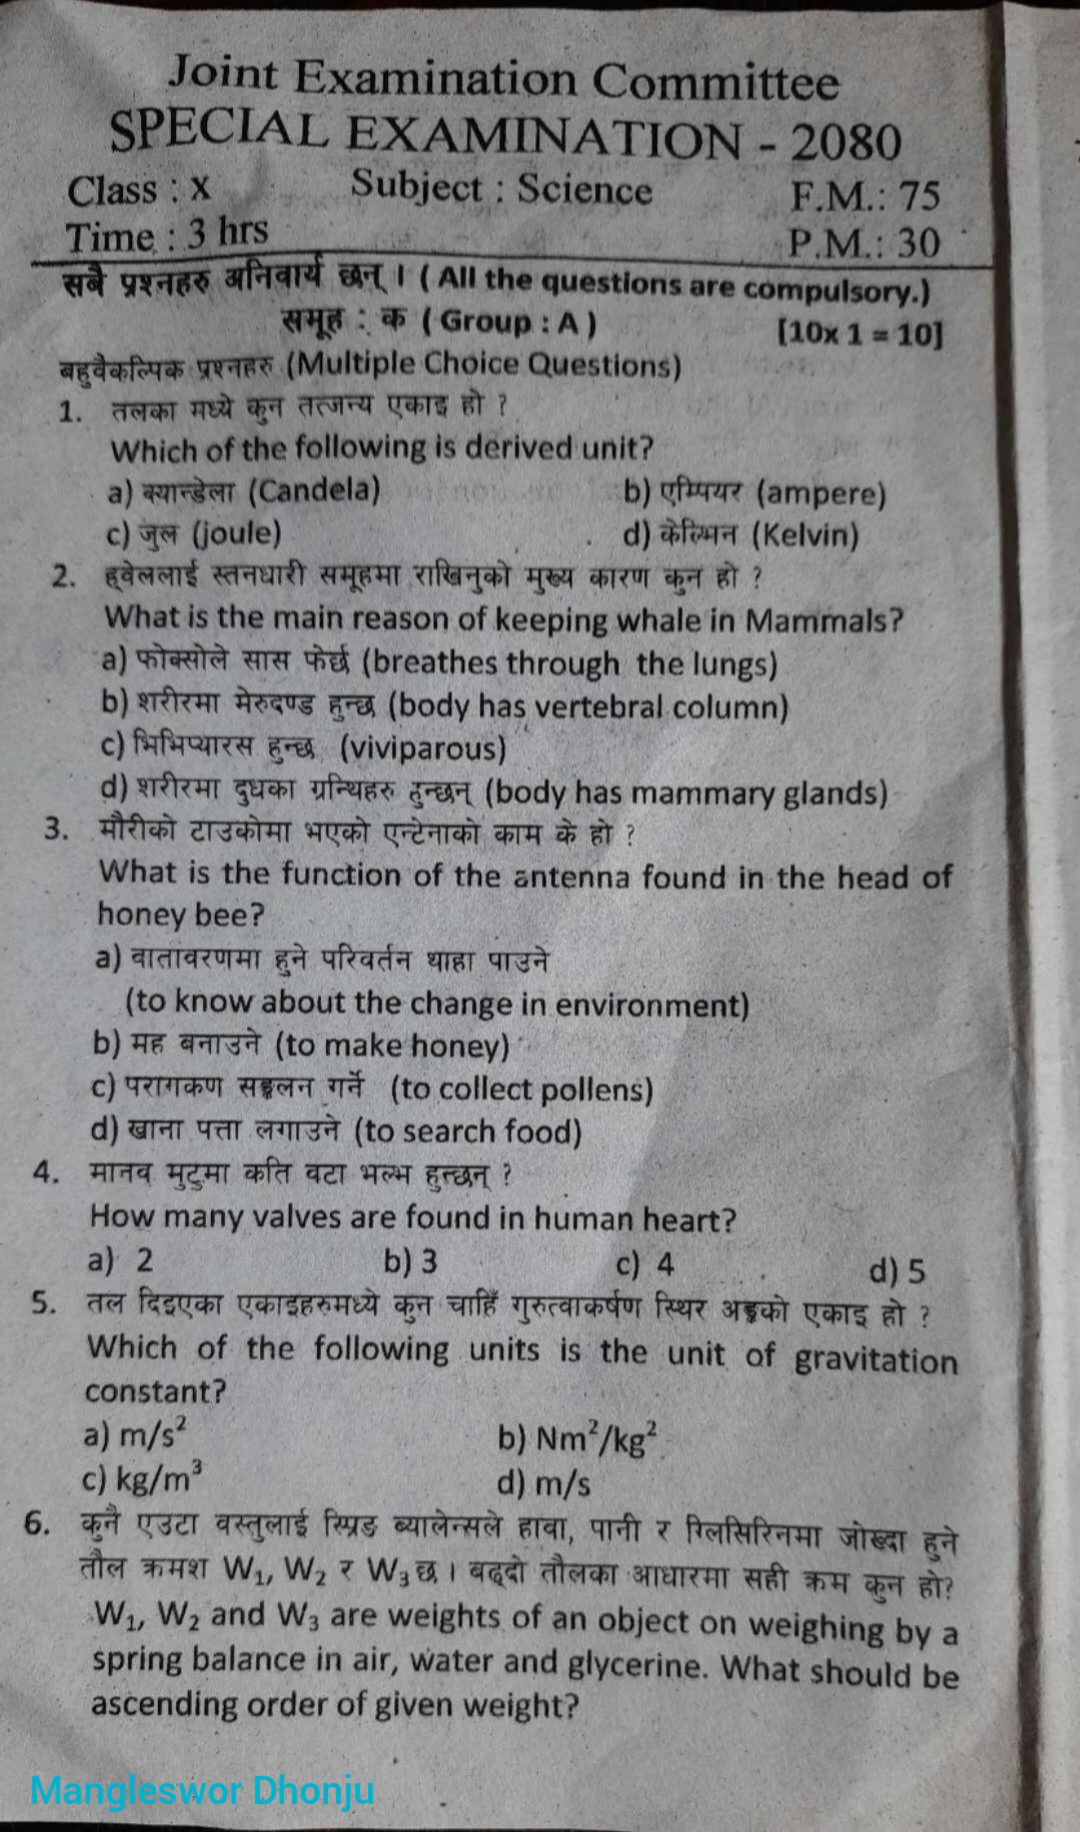 Joint Examination Committee
SPECIAL EXAMINATION - 2080
Class : X Subject : Science F.M.: 75
Time : 3 hrs P.M.: 30
सबै प्रश्नहरु अनिवार्य छन् । ( All the questions are compulsory.)
समूह : क ( Group : A ) [10x 1 = 10]
बहुवैकल्पिक प्रश्नहरु (Multiple Choice Questions)
1. तलका मध्ये कुन तत्जन्य एकाइ हो ?
Which of the following is derived unit?
a) क्यान्डेला (Candela) b) एम्पियर (ampere)
c) जुल (joule) d) केल्भिन (Kelvin)
2. ह्वेललाई स्तनधारी समूहमा राखिनुको मुख्य कारण कुन हो ?
What is the main reason of keeping whale in Mammals?
a) फोक्सोले सास फेर्छ (breathes through the lungs)
b) शरीरमा मेरुदण्ड हुन्छ (body has vertebral column)
c) भिभिप्यारस हुन्छ (viviparous)
d) शरीरमा दुधका ग्रन्थिहरु हुन्छन् (body has mammary glands)
3. मौरीको टाउकोमा भएको एन्टेनाको काम के हो ?
What is the function of the antenna found in the head of
honey bee?
a) वातावरणमा हुने परिवर्तन थाहा पाउने
(to know about the change in environment)
b) मह बनाउने (to make honey)
c) परागकण सङ्कलन गर्ने (to collect pollens)
d) खाना पत्ता लगाउने (to search food)
4. मानव मुटुमा कति वटा भल्भ हुन्छन् ?
How many valves are found in human heart?
a) 2 b) 3 c) 4 d) 5
5. तल दिइएका एकाइहरुमध्ये कुन चाहिँ गुरुत्वाकर्षण स्थिर अङ्कको एकाइ हो ?
Which of the following units is the unit of gravitation
constant?
a) m/s² b) Nm²/kg²
c) kg/m³ d) m/s
6. कुनै एउटा वस्तुलाई स्प्रिङ ब्यालेन्सले हावा, पानी र ग्लिसिरिनमा जोख्दा हुने
तौल क्रमश W₁, W₂ र W₃ छ । बढ्दो तौलका आधारमा सही क्रम कुन हो?
W₁, W₂ and W₃ are weights of an object on weighing by a
spring balance in air, water and glycerine. What should be
ascending order of given weight?
Mangleswor Dhonju